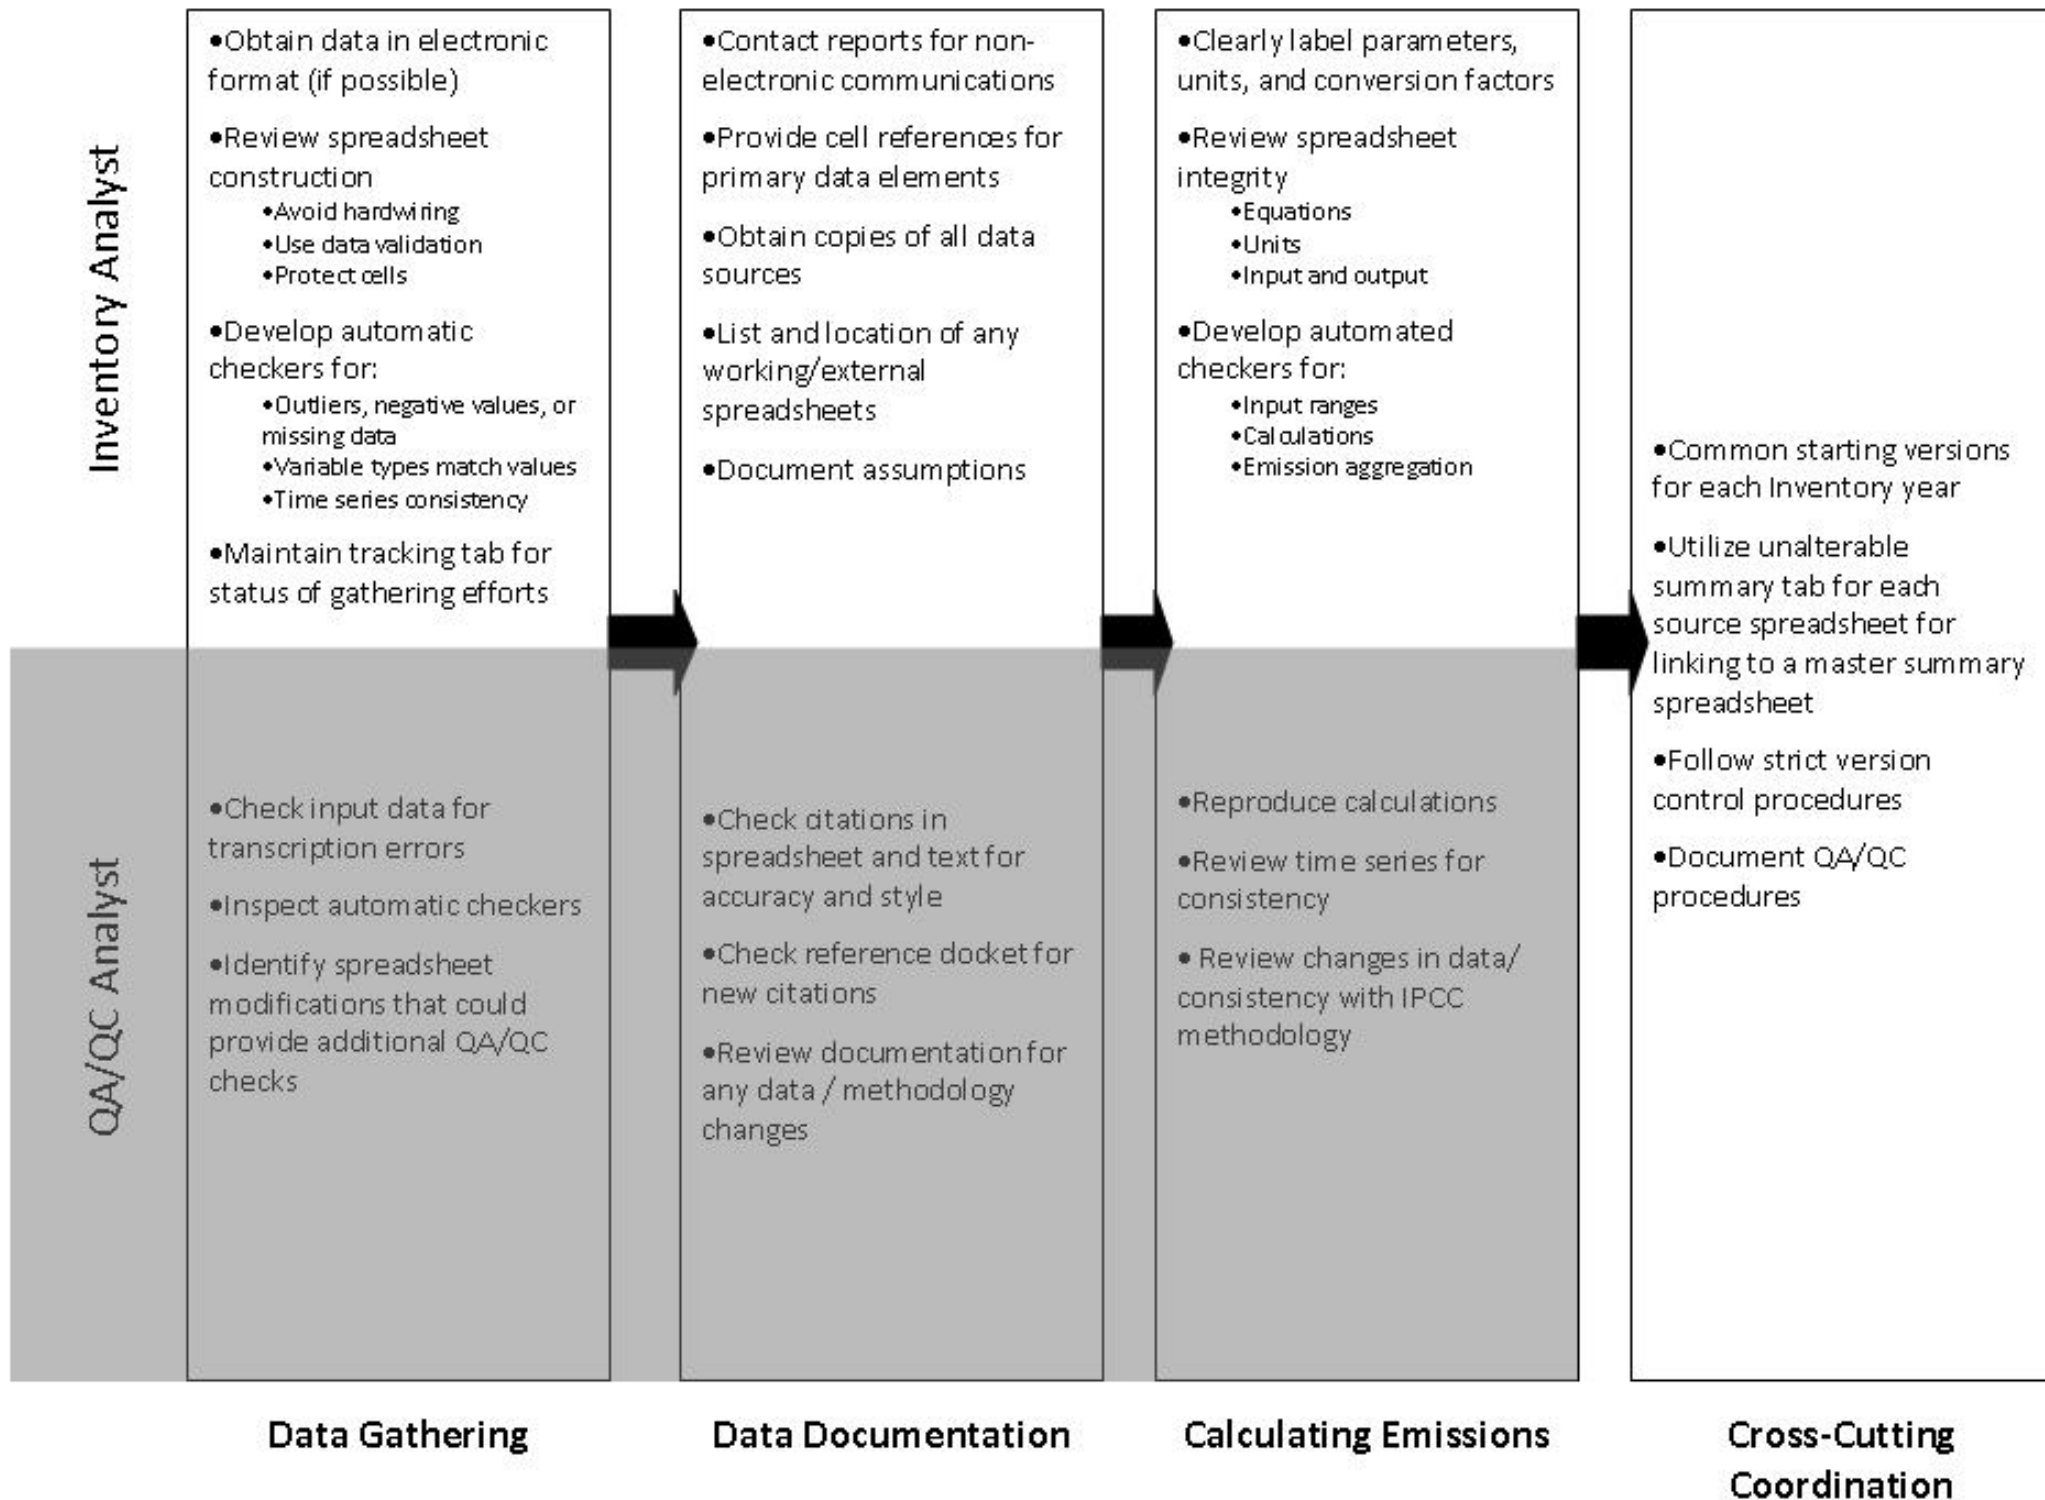 Inventory Analyst
•Obtain data in electronic
format (if possible)
•Review spreadsheet
construction
•Avoid hardwiring
•Use data validation
•Protect cells
•Develop automatic
checkers for:
•Outliers, negative values, or
missing data
•Variable types match values
•Time series consistency
•Maintain tracking tab for
status of gathering efforts
•Contact reports for non-
electronic communications
•Provide cell references for
primary data elements
•Obtain copies of all data
sources
•List and location of any
working/external
spreadsheets
•Document assumptions
•Clearly label parameters,
units, and conversion factors
•Review spreadsheet
integrity
•Equations
•Units
•Input and output
•Develop automated
checkers for:
•Input ranges
•Calculations
•Emission aggregation
QA/QC Analyst
•Check input data for
transcription errors
•Inspect automatic checkers
•Identify spreadsheet
modifications that could
provide additional QA/QC
checks
•Check citations in
spreadsheet and text for
accuracy and style
•Check reference docket for
new citations
•Review documentation for
any data / methodology
changes
•Reproduce calculations
•Review time series for
consistency
• Review changes in data/
consistency with IPCC
methodology
•Common starting versions
for each Inventory year
•Utilize unalterable
summary tab for each
source spreadsheet for
linking to a master summary
spreadsheet
•Follow strict version
control procedures
•Document QA/QC
procedures
Data Gathering
Data Documentation
Calculating Emissions
Cross-Cutting
Coordination